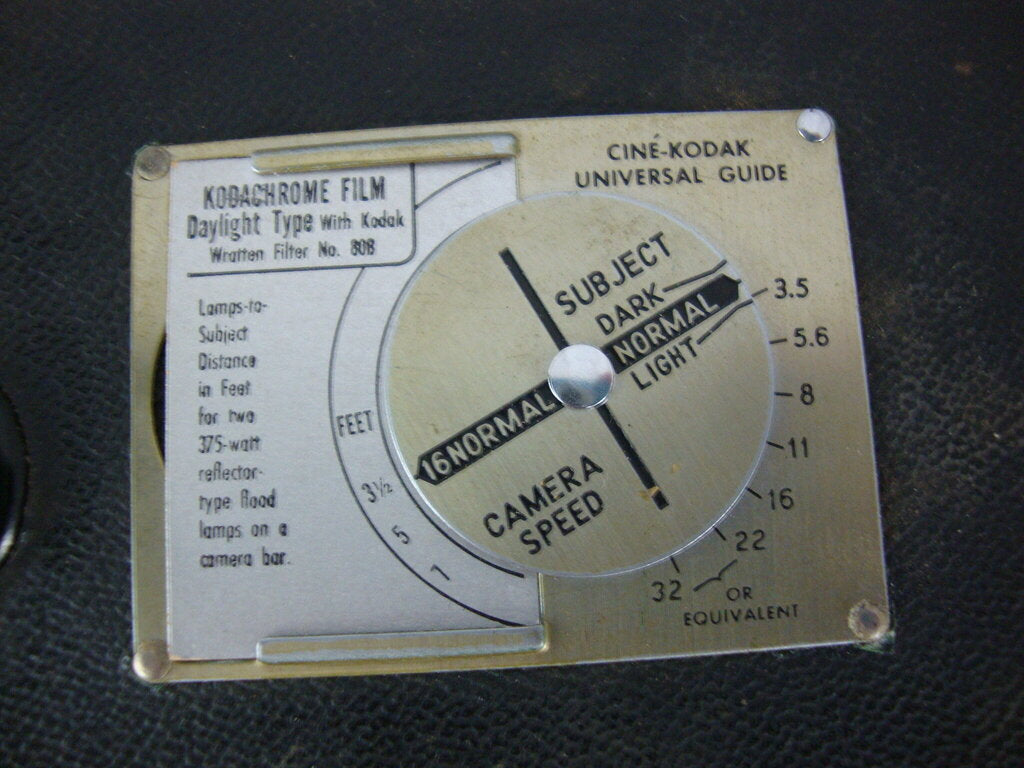 KODACHROME FILM
Daylight Type With Kodak
Wratten Filter No. 80B
Lamps-to-
Subject
Distance
in Feet
for two
375-watt
reflector-
type flood
lamps on a
camera bar.
FEET
3½
5
7
CINÉ-KODAK
UNIVERSAL GUIDE
SUBJECT
DARK
NORMAL
LIGHT
16 NORMAL
CAMERA
SPEED
3.5
5.6
8
11
16
22
32
OR
EQUIVALENT